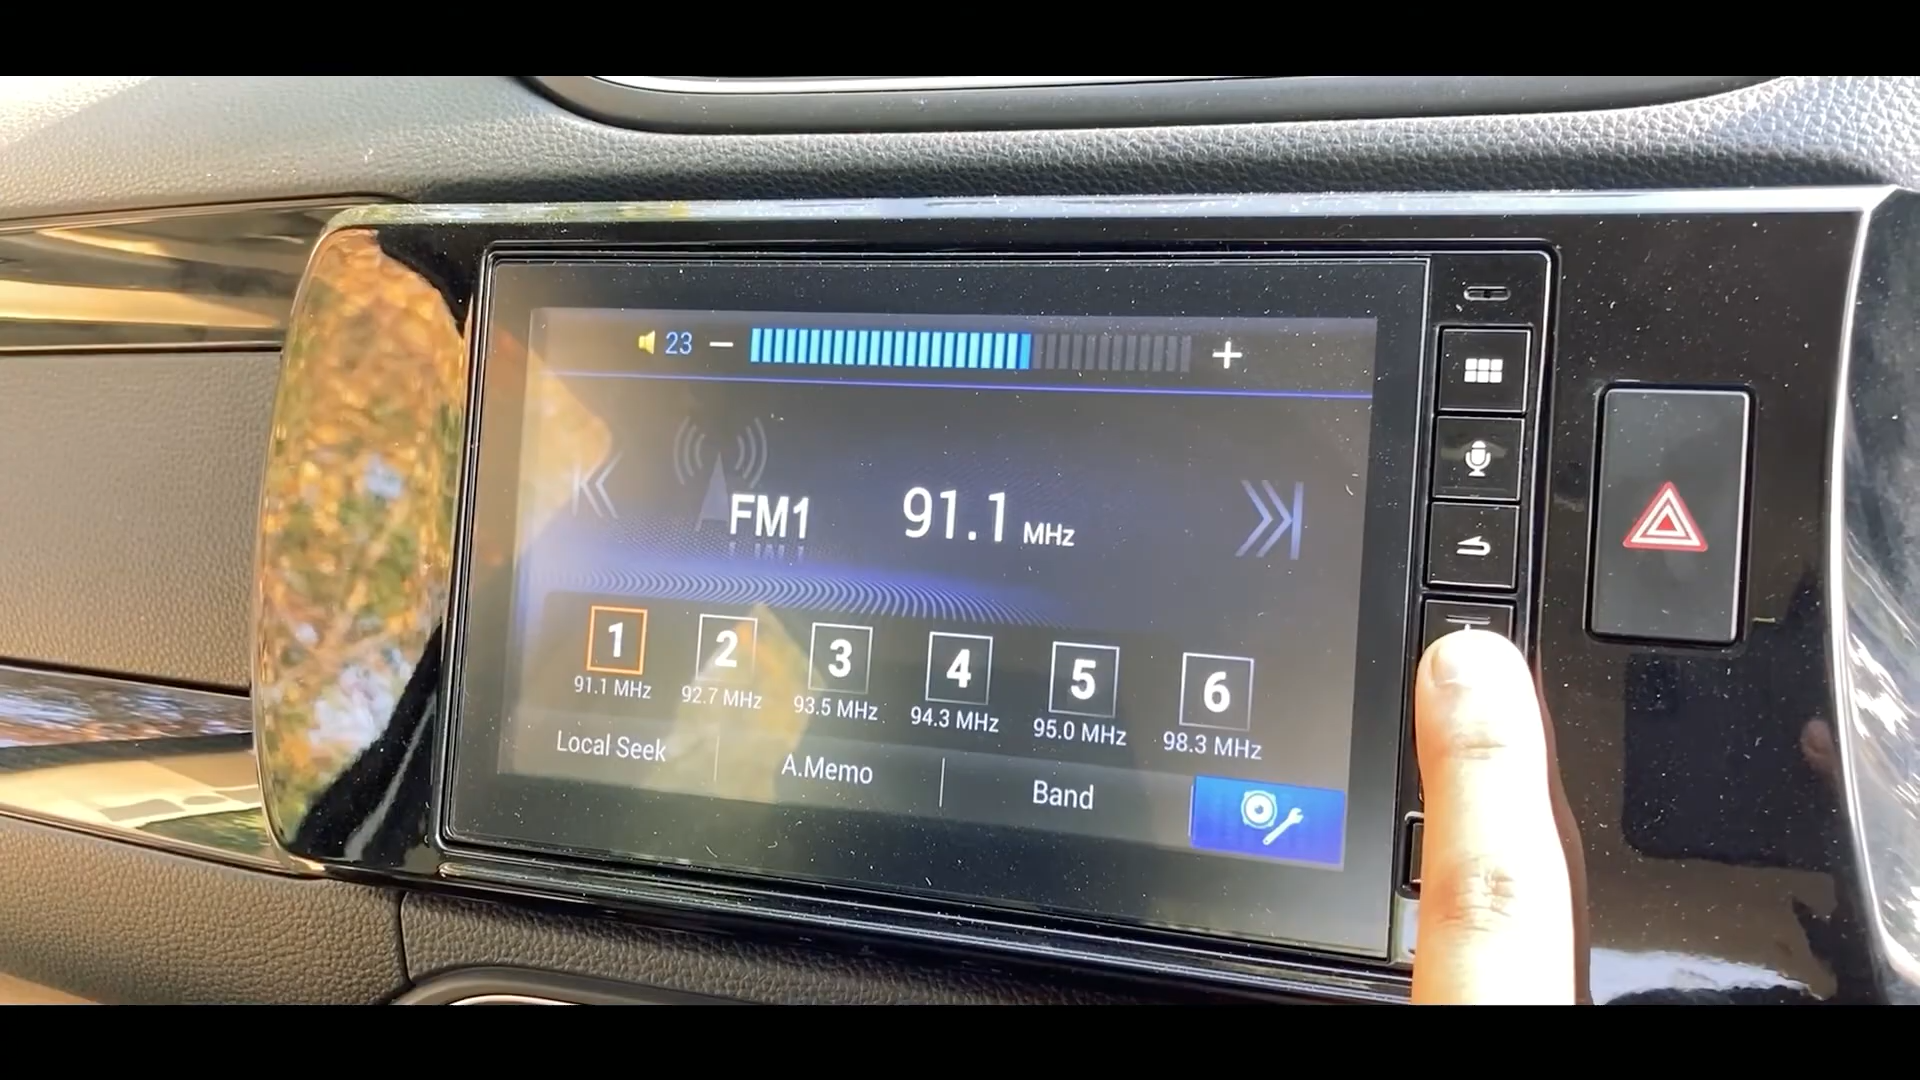 23 − +
FM1 91.1 MHz
1 2 3 4 5 6
91.1 MHz 92.7 MHz 93.5 MHz 94.3 MHz 95.0 MHz 98.3 MHz
Local Seek A.Memo Band